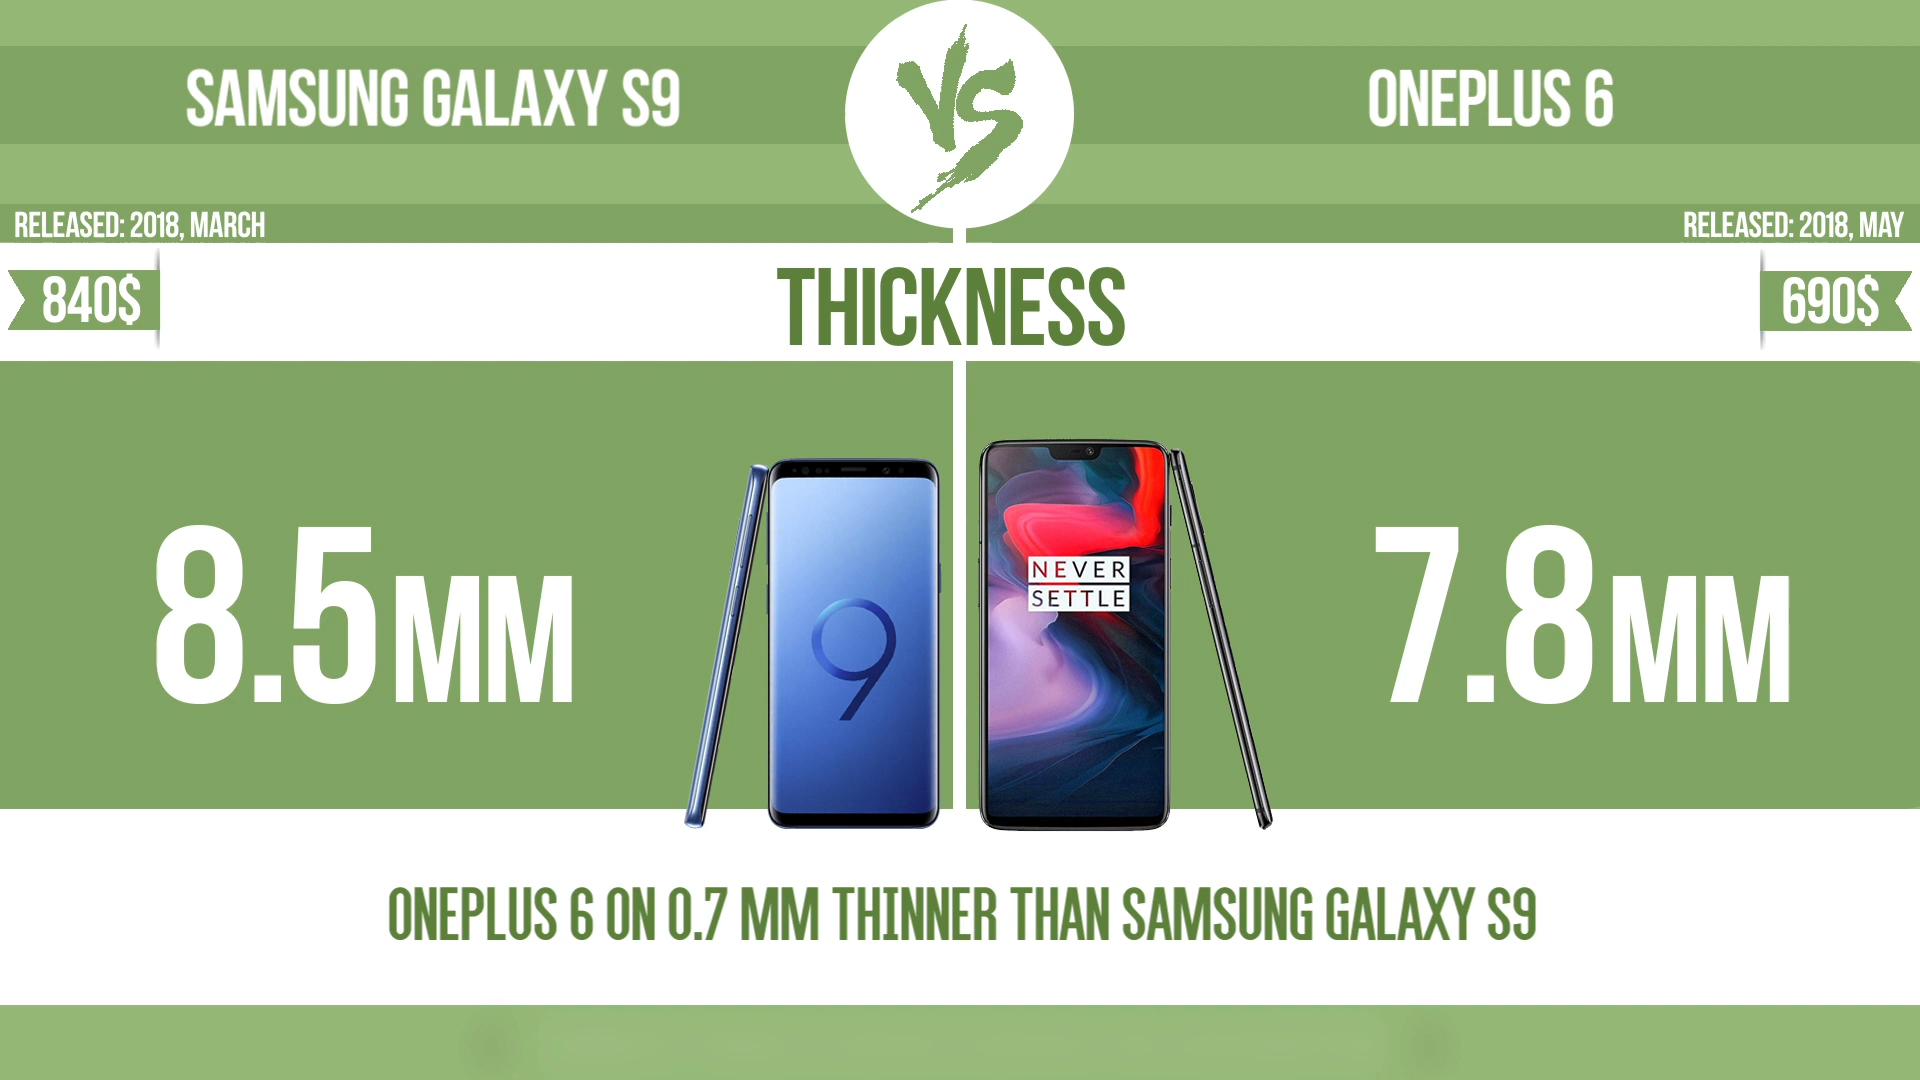 SAMSUNG GALAXY S9
VS
ONEPLUS 6
RELEASED: 2018, MARCH
RELEASED: 2018, MAY
840$
THICKNESS
690$
8.5MM
9
NEVER
SETTLE
7.8MM
ONEPLUS 6 ON 0.7 MM THINNER THAN SAMSUNG GALAXY S9